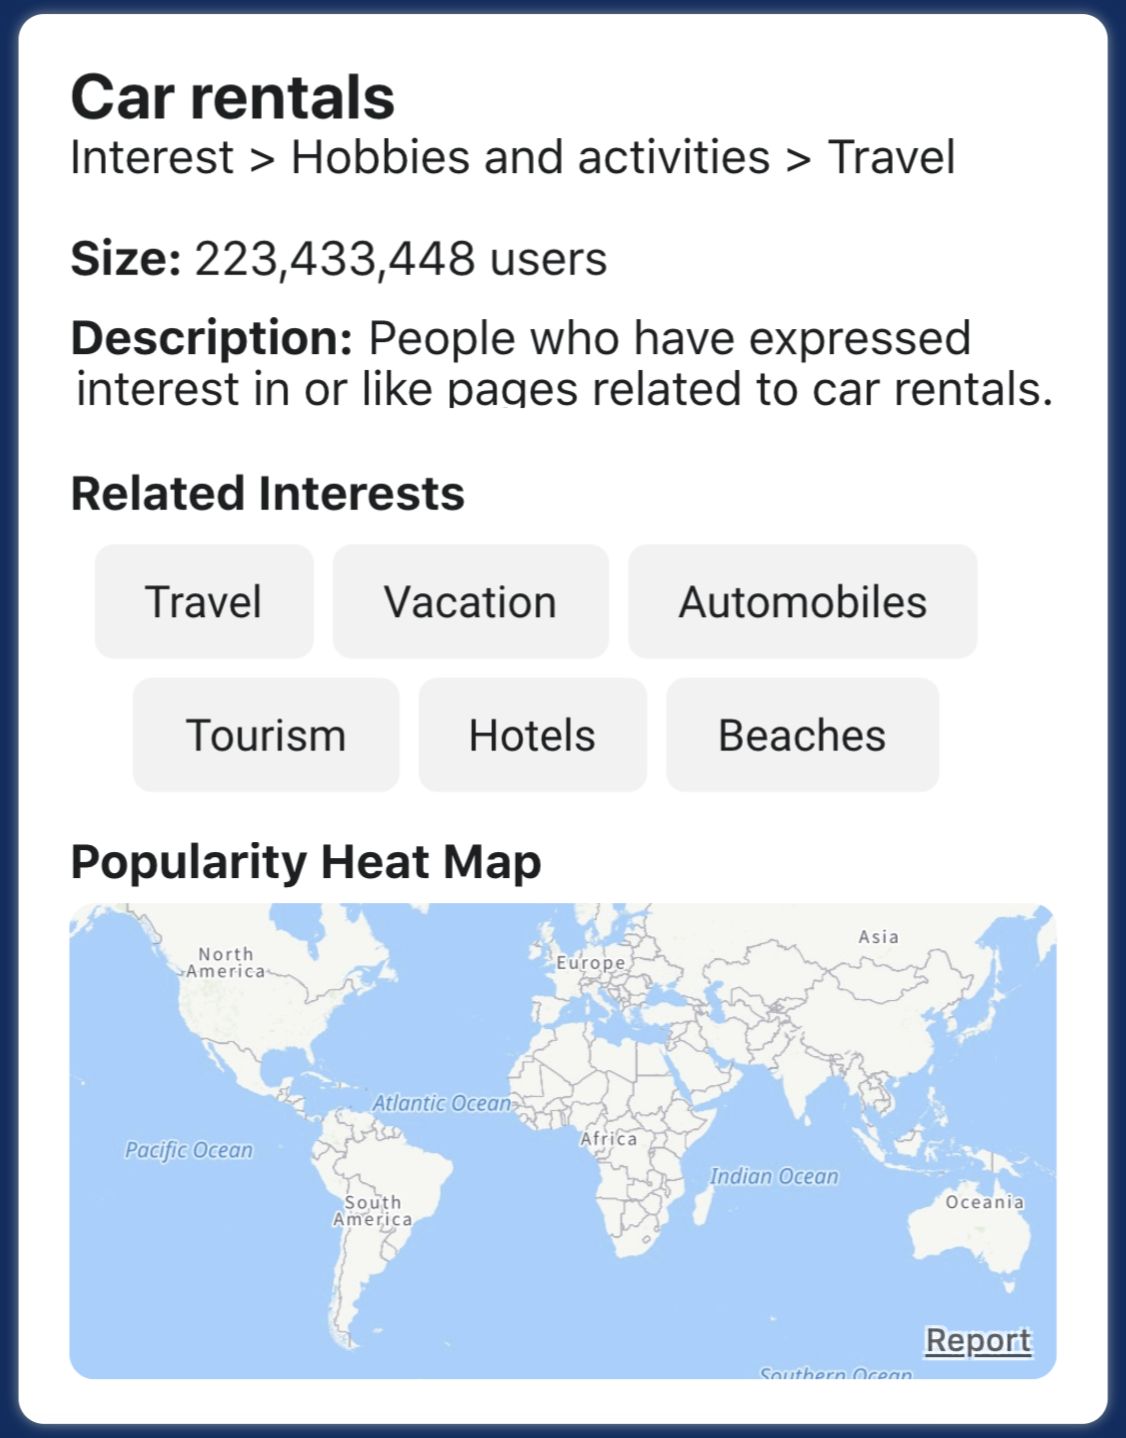 Car rentals
Interest > Hobbies and activities > Travel
Size: 223,433,448 users
Description: People who have expressed
interest in or like pages related to car rentals.
Related Interests
Travel Vacation Automobiles
Tourism Hotels Beaches
Popularity Heat Map
North
America
Europe
Asia
Atlantic Ocean
Pacific Ocean
Africa
Indian Ocean
South
America
Oceania
Report
Southern Ocean